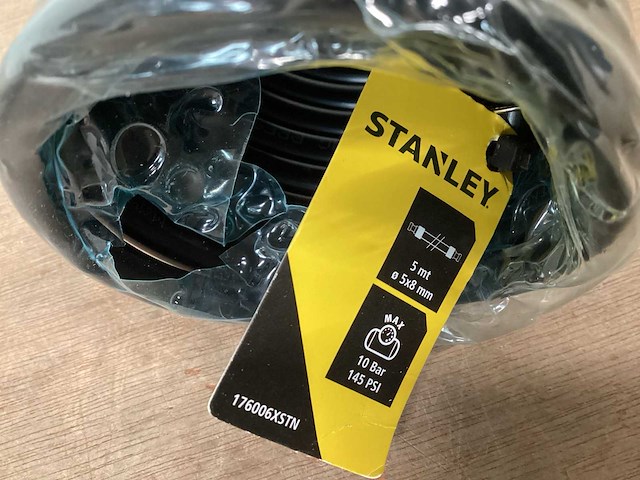 STANLEY
5 mt
ø 5x8 mm
MAX
10 Bar
145 PSI
176006XSTN